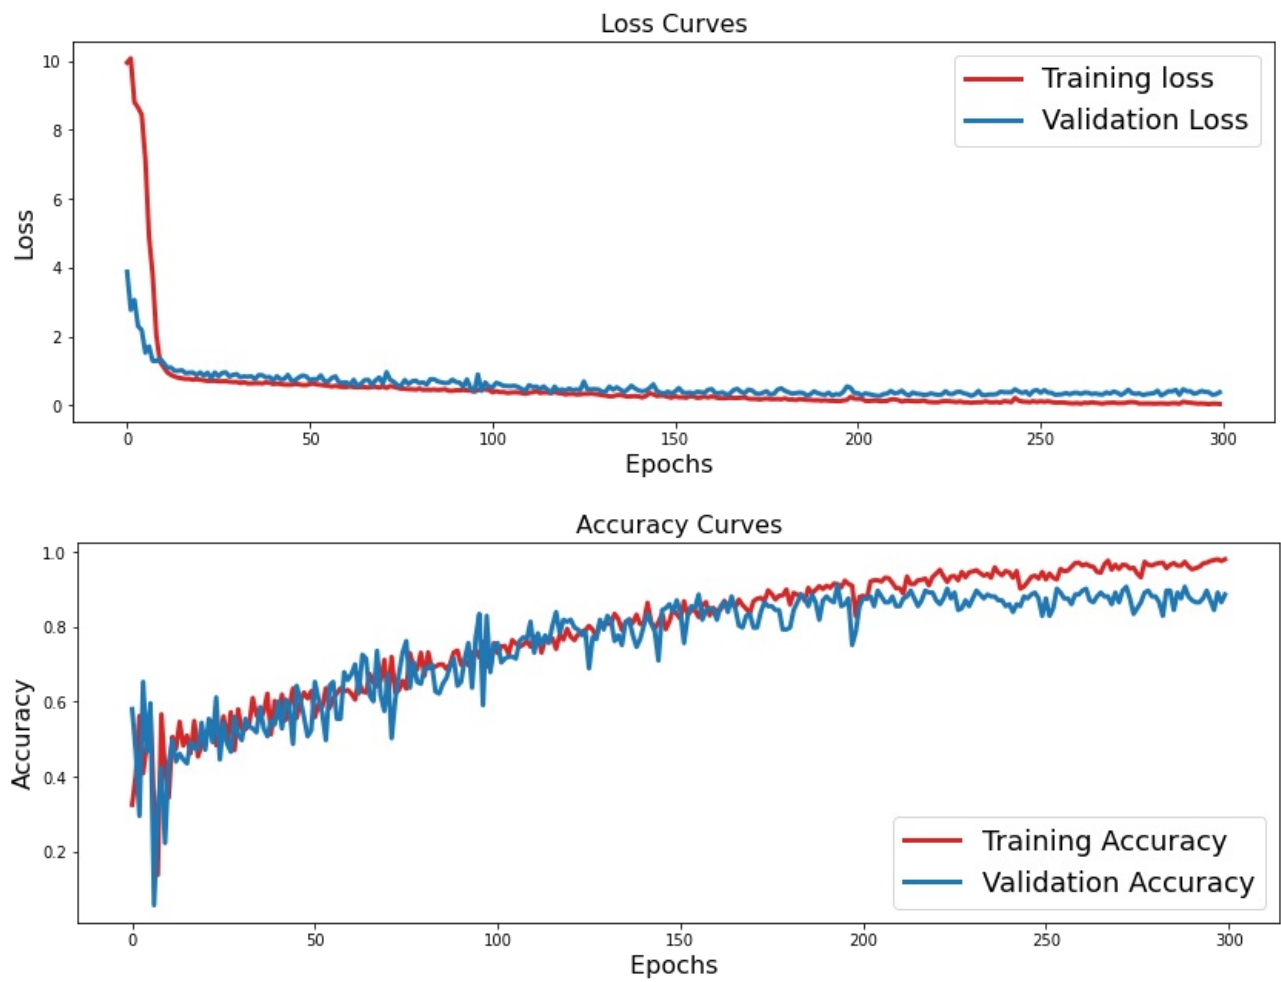 Loss Curves
10
8
6
4
2
0
Loss
Training loss
Validation Loss
0 50 100 150 200 250 300
Epochs
Accuracy Curves
1.0
0.8
0.6
0.4
0.2
Accuracy
Training Accuracy
Validation Accuracy
0 50 100 150 200 250 300
Epochs